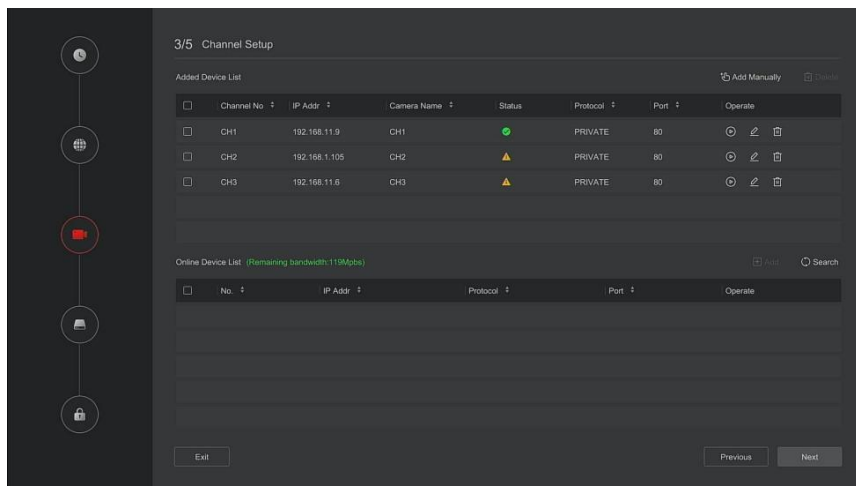 3/5 Channel Setup
Added Device List Add Manually Delete
Channel No IP Addr Camera Name Status Protocol Port Operate
CH1 192.168.11.9 CH1 PRIVATE 80
CH2 192.168.1.105 CH2 PRIVATE 80
CH3 192.168.11.6 CH3 PRIVATE 80
Online Device List (Remaining bandwidth:119Mpbs) Add Search
No. IP Addr Protocol Port Operate
Exit Previous Next